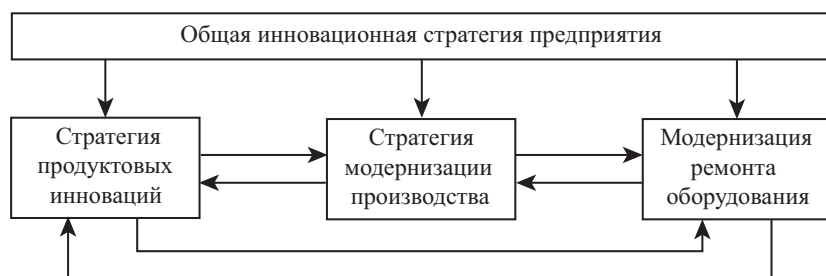 Общая инновационная стратегия предприятия
Стратегия
продуктовых
инноваций
Стратегия
модернизации
производства
Модернизация
ремонта
оборудования